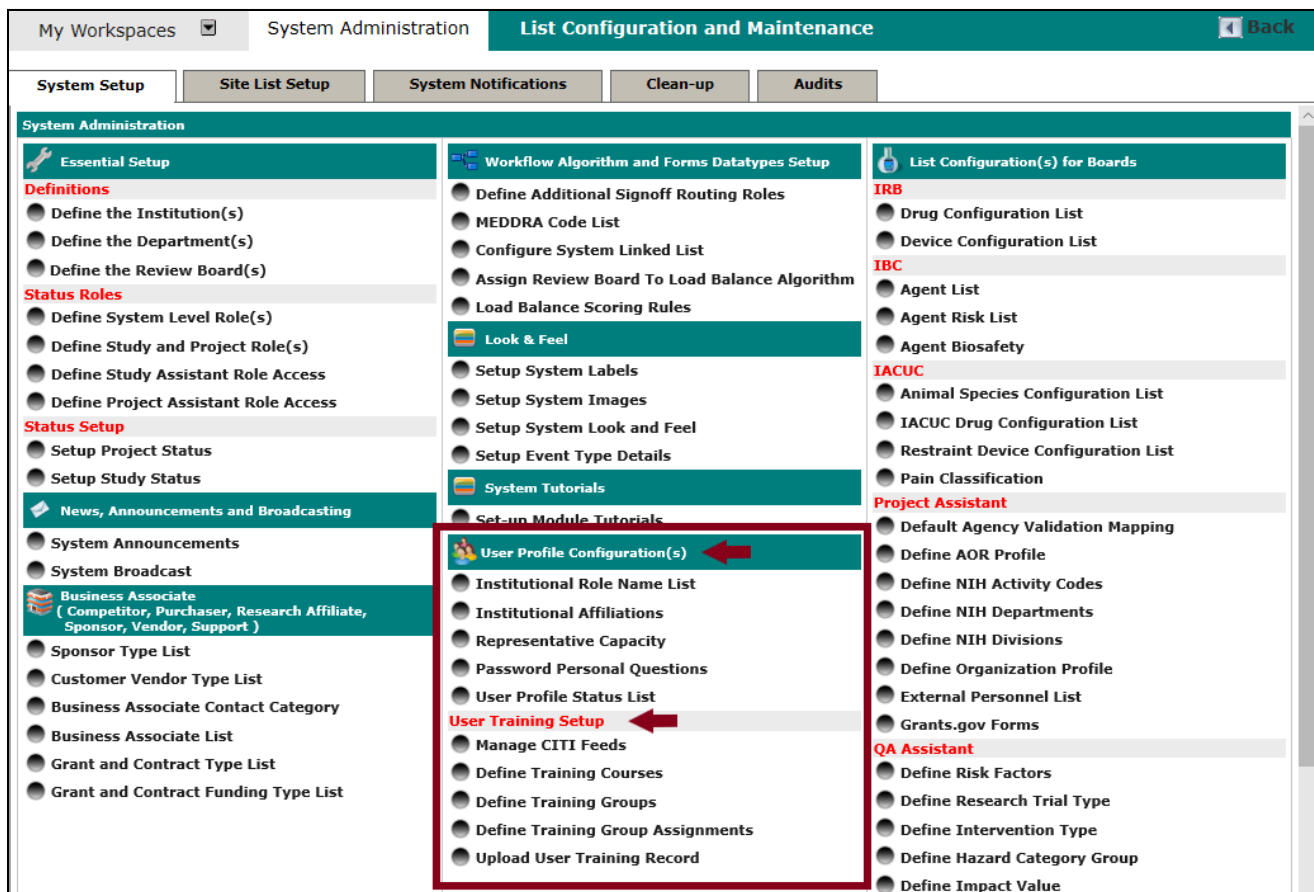 My Workspaces
System Administration
List Configuration and Maintenance
Back
System Setup
Site List Setup
System Notifications
Clean-up
Audits
System Administration
Essential Setup
Definitions
Define the Institution(s)
Define the Department(s)
Define the Review Board(s)
Status Roles
Define System Level Role(s)
Define Study and Project Role(s)
Define Study Assistant Role Access
Define Project Assistant Role Access
Status Setup
Setup Project Status
Setup Study Status
News, Announcements and Broadcasting
System Announcements
System Broadcast
Business Associate
( Competitor, Purchaser, Research Affiliate,
Sponsor, Vendor, Support )
Sponsor Type List
Customer Vendor Type List
Business Associate Contact Category
Business Associate List
Grant and Contract Type List
Grant and Contract Funding Type List
Workflow Algorithm and Forms Datatypes Setup
Define Additional Signoff Routing Roles
MEDDRA Code List
Configure System Linked List
Assign Review Board To Load Balance Algorithm
Load Balance Scoring Rules
Look & Feel
Setup System Labels
Setup System Images
Setup System Look and Feel
Setup Event Type Details
System Tutorials
Set-up Module Tutorials
User Profile Configuration(s)
Institutional Role Name List
Institutional Affiliations
Representative Capacity
Password Personal Questions
User Profile Status List
User Training Setup
Manage CITI Feeds
Define Training Courses
Define Training Groups
Define Training Group Assignments
Upload User Training Record
List Configuration(s) for Boards
IRB
Drug Configuration List
Device Configuration List
IBC
Agent List
Agent Risk List
Agent Biosafety
IACUC
Animal Species Configuration List
IACUC Drug Configuration List
Restraint Device Configuration List
Pain Classification
Project Assistant
Default Agency Validation Mapping
Define AOR Profile
Define NIH Activity Codes
Define NIH Departments
Define NIH Divisions
Define Organization Profile
External Personnel List
Grants.gov Forms
QA Assistant
Define Risk Factors
Define Research Trial Type
Define Intervention Type
Define Hazard Category Group
Define Impact Value